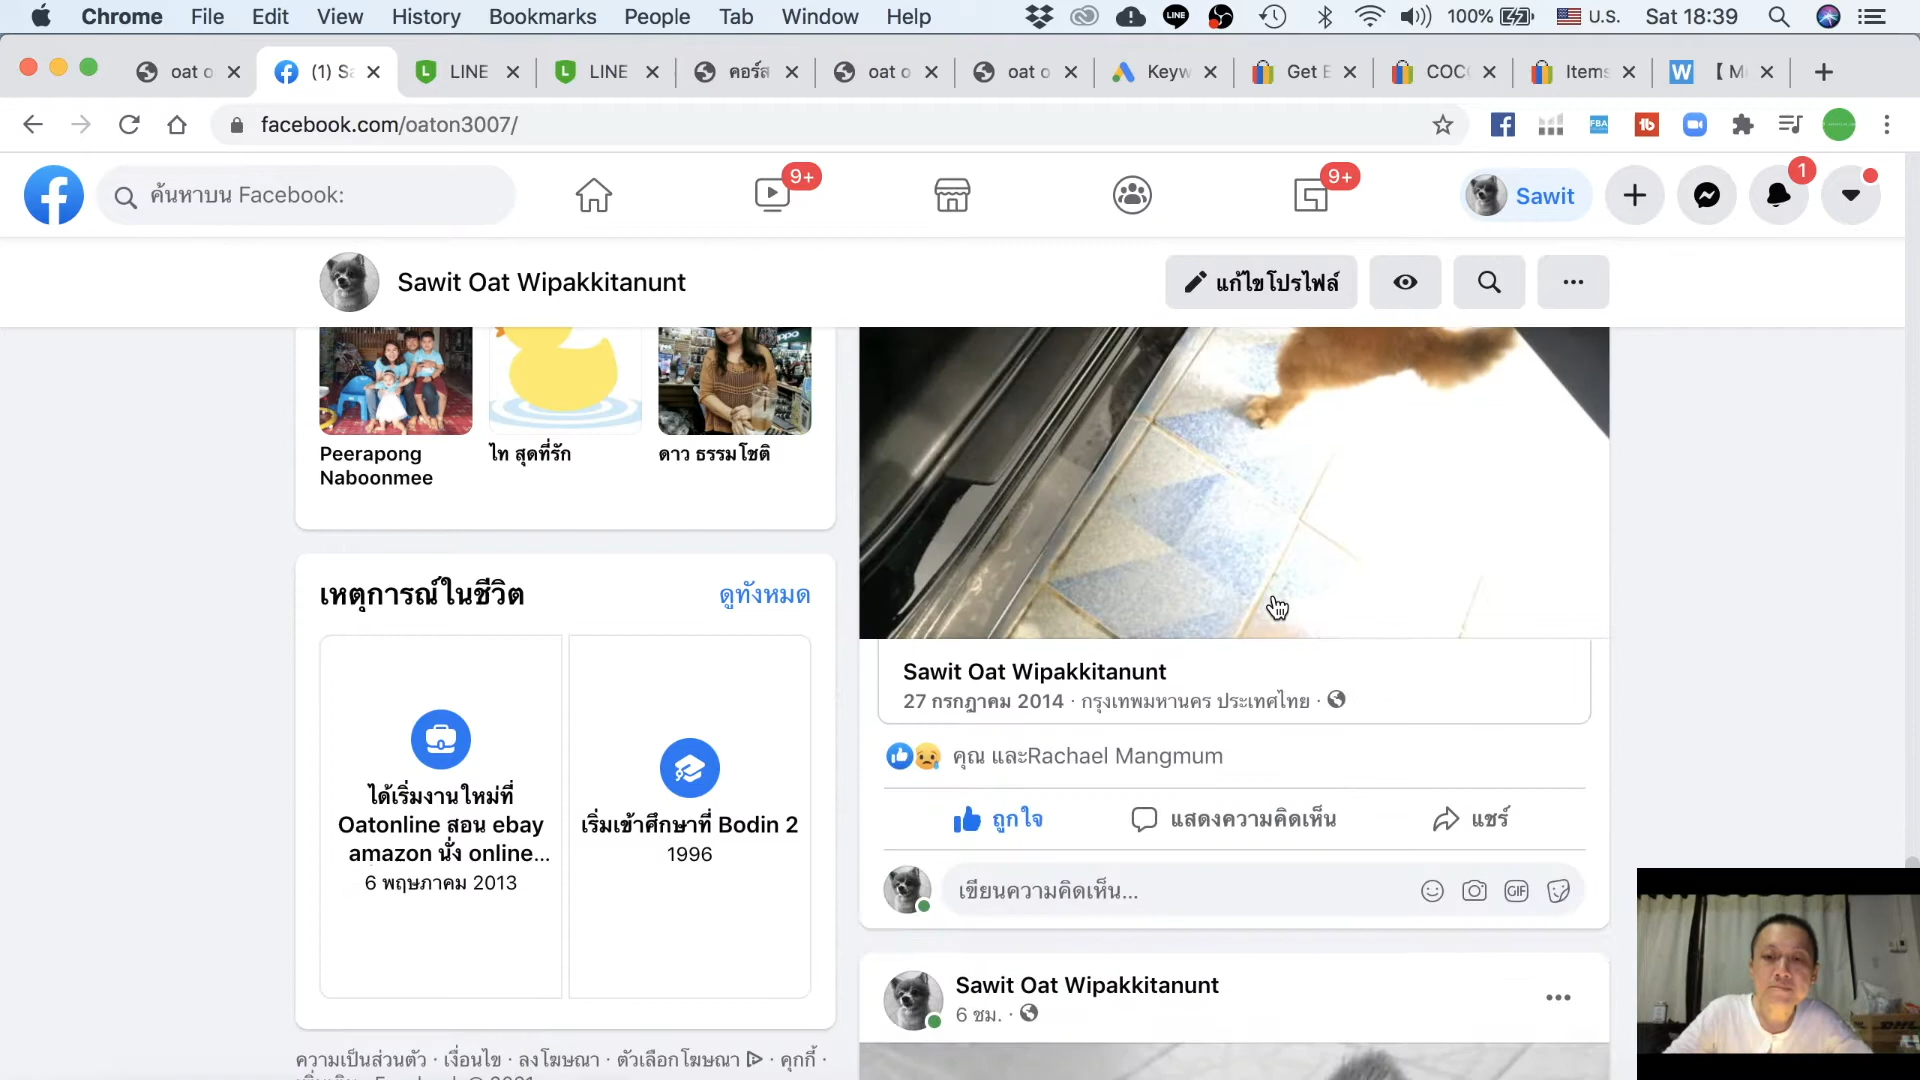 Chrome File Edit View History Bookmarks People Tab Window Help LINE 100% U.S. Sat 18:39
oat o (1) Sa LINE LINE คอร์ส oat o oat o Keyw Get E COCO Items W 【M
facebook.com/oaton3007/
FBA
ค้นหาบน Facebook:
9+
9+
Sawit
1
Sawit Oat Wipakkitanunt
แก้ไขโปรไฟล์
Peerapong
Naboonmee
ไท สุดที่รัก
ดาว ธรรมโชติ
เหตุการณ์ในชีวิต
ดูทั้งหมด
ได้เริ่มงานใหม่ที่
Oatonline สอน ebay
amazon นั่ง online...
6 พฤษภาคม 2013
เริ่มเข้าศึกษาที่ Bodin 2
1996
ความเป็นส่วนตัว · เงื่อนไข · ลงโฆษณา · ตัวเลือกโฆษณา · คุกกี้ ·
Sawit Oat Wipakkitanunt
27 กรกฎาคม 2014 · กรุงเทพมหานคร ประเทศไทย ·
คุณ และRachael Mangmum
ถูกใจ
แสดงความคิดเห็น
แชร์
เขียนความคิดเห็น...
GIF
Sawit Oat Wipakkitanunt
6 ชม. ·
DHL